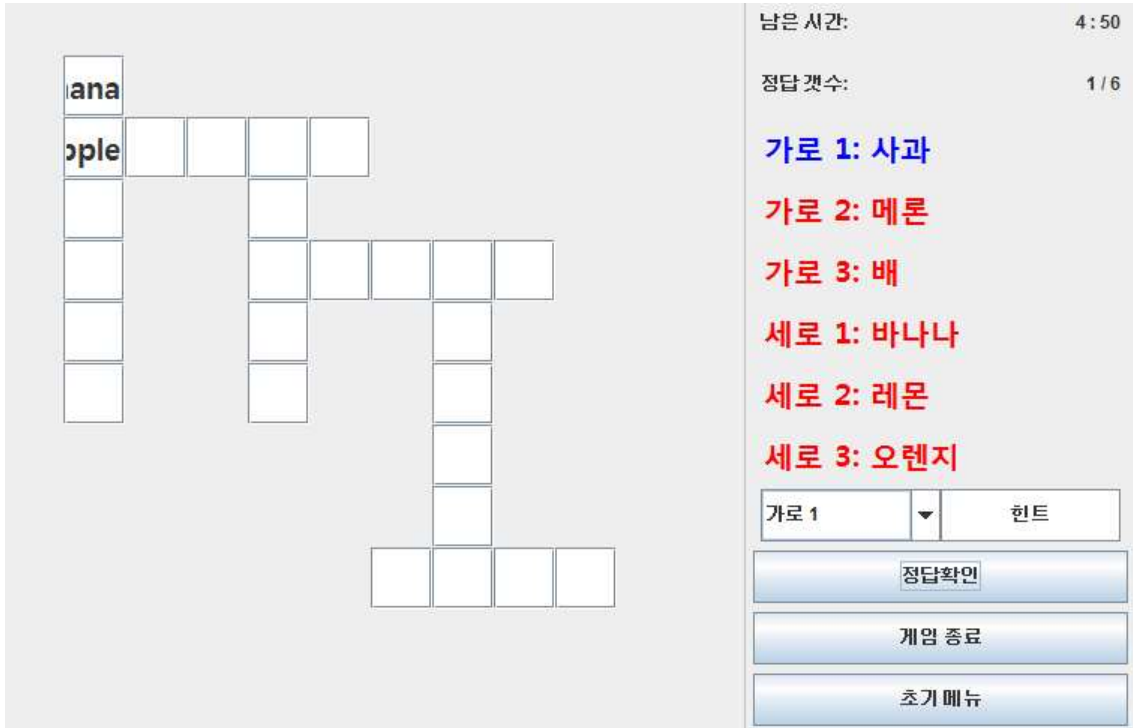 남은 시간: 4 : 50
정답 갯수: 1 / 6
ana
pple
가로 1: 사과
가로 2: 메론
가로 3: 배
세로 1: 바나나
세로 2: 레몬
세로 3: 오렌지
가로 1 힌트
정답확인
게임 종료
초기 메뉴